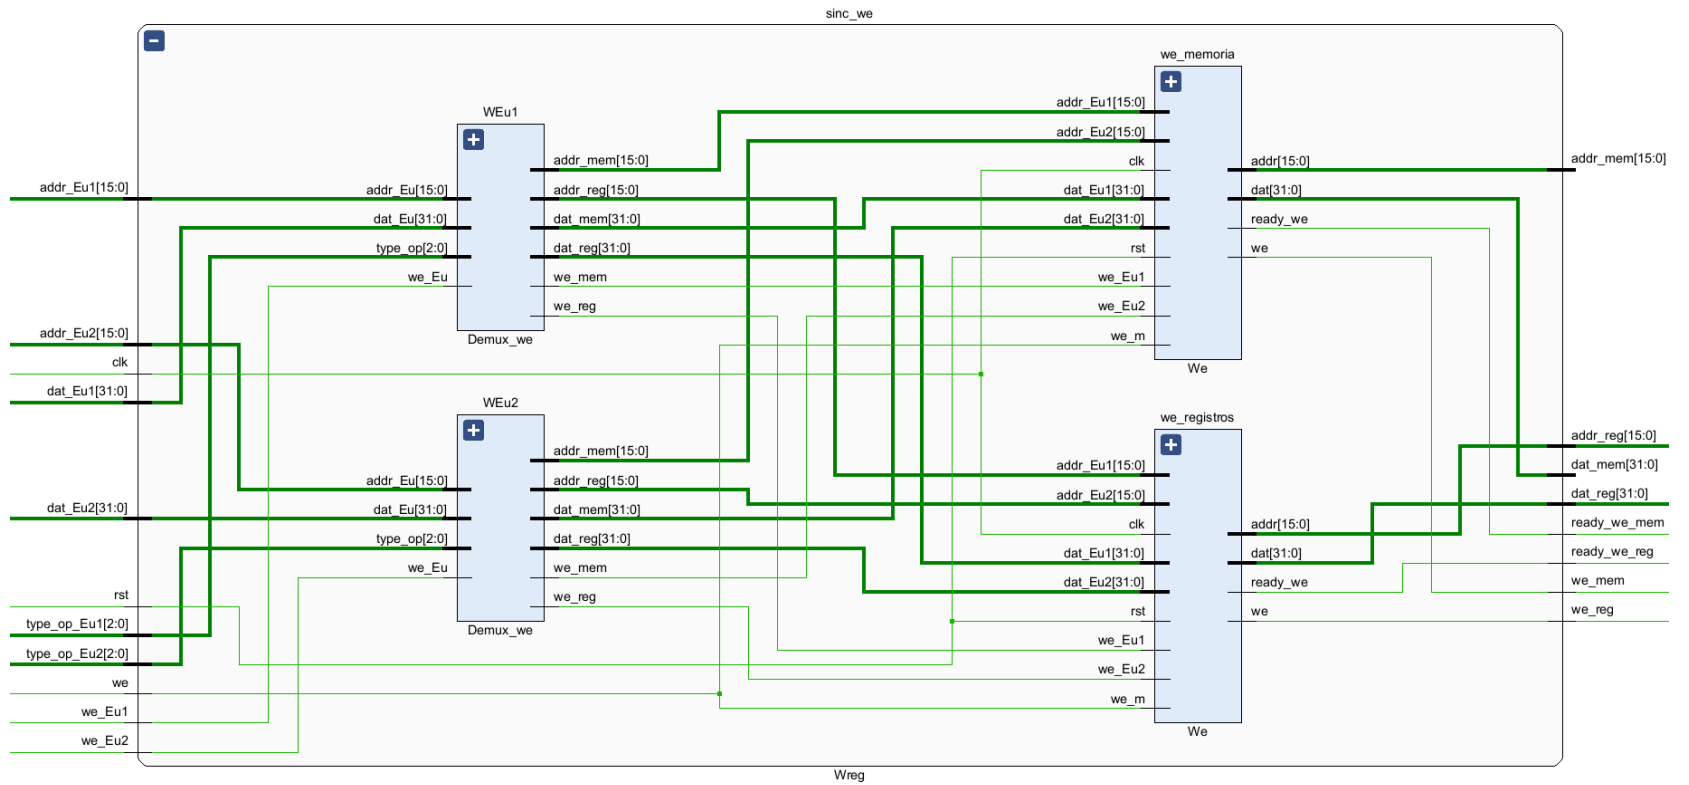 sinc_we
addr_Eu1[15:0]
addr_Eu2[15:0]
clk
dat_Eu1[31:0]
dat_Eu2[31:0]
rst
type_op_Eu1[2:0]
type_op_Eu2[2:0]
we
we_Eu1
we_Eu2
WEu1
addr_Eu[15:0]
dat_Eu[31:0]
type_op[2:0]
we_Eu
addr_mem[15:0]
addr_reg[15:0]
dat_mem[31:0]
dat_reg[31:0]
we_mem
we_reg
Demux_we
WEu2
addr_Eu[15:0]
dat_Eu[31:0]
type_op[2:0]
we_Eu
addr_mem[15:0]
addr_reg[15:0]
dat_mem[31:0]
dat_reg[31:0]
we_mem
we_reg
Demux_we
we_memoria
addr_Eu1[15:0]
addr_Eu2[15:0]
clk
dat_Eu1[31:0]
dat_Eu2[31:0]
rst
we_Eu1
we_Eu2
we_m
addr[15:0]
dat[31:0]
ready_we
we
We
we_registros
addr_Eu1[15:0]
addr_Eu2[15:0]
clk
dat_Eu1[31:0]
dat_Eu2[31:0]
rst
we_Eu1
we_Eu2
we_m
addr[15:0]
dat[31:0]
ready_we
we
We
addr_mem[15:0]
addr_reg[15:0]
dat_mem[31:0]
dat_reg[31:0]
ready_we_mem
ready_we_reg
we_mem
we_reg
Wreg